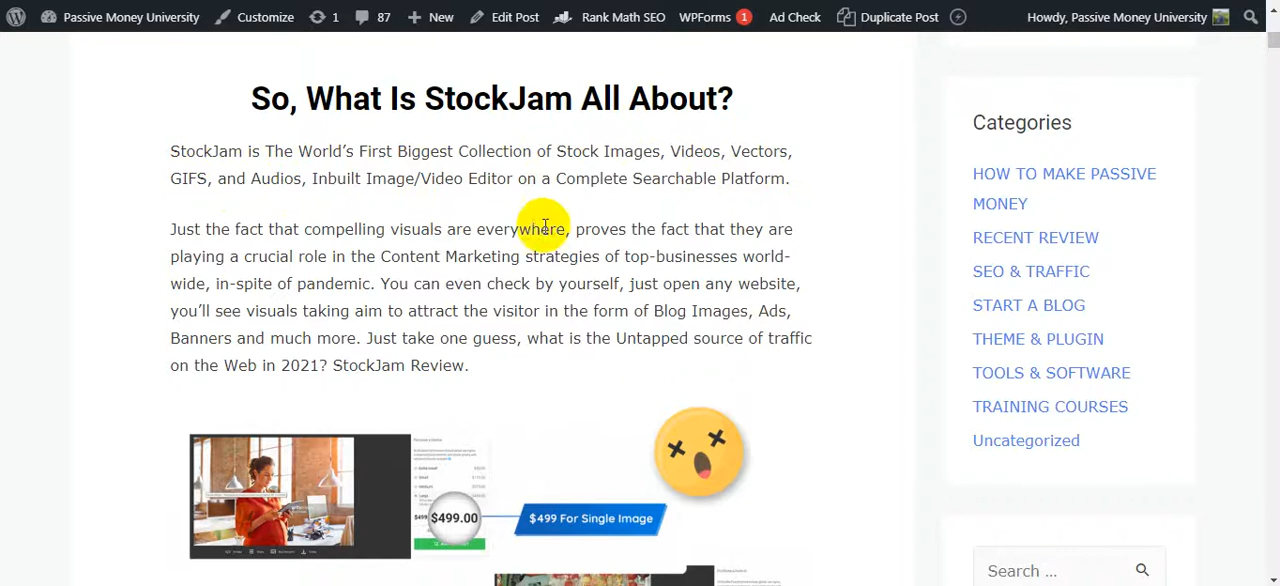 Passive Money University Customize 1 87 New Edit Post Rank Math SEO WPForms 1 Ad Check Duplicate Post Howdy, Passive Money University
So, What Is StockJam All About?
StockJam is The World’s First Biggest Collection of Stock Images, Videos, Vectors,
GIFS, and Audios, Inbuilt Image/Video Editor on a Complete Searchable Platform.
Just the fact that compelling visuals are everywhere, proves the fact that they are
playing a crucial role in the Content Marketing strategies of top-businesses world-
wide, in-spite of pandemic. You can even check by yourself, just open any website,
you’ll see visuals taking aim to attract the visitor in the form of Blog Images, Ads,
Banners and much more. Just take one guess, what is the Untapped source of traffic
on the Web in 2021? StockJam Review.
$499.00
$499 For Single Image
Categories
HOW TO MAKE PASSIVE
MONEY
RECENT REVIEW
SEO & TRAFFIC
START A BLOG
THEME & PLUGIN
TOOLS & SOFTWARE
TRAINING COURSES
Uncategorized
Search ...